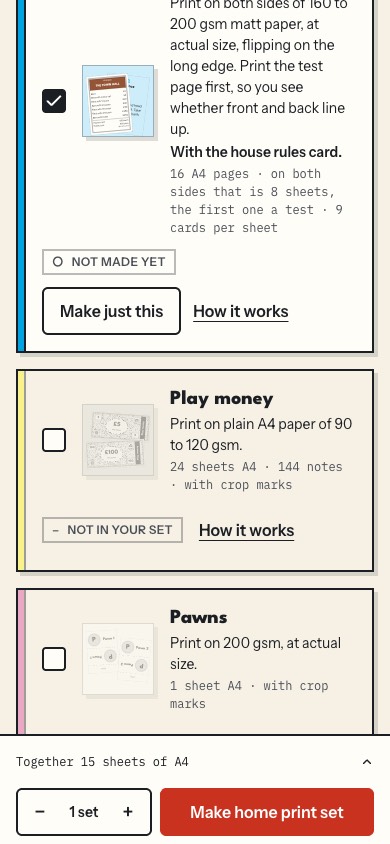 Print on both sides of 160 to
200 gsm matt paper, at
actual size, flipping on the
long edge. Print the test
page first, so you see
whether front and back line
up.
With the house rules card.
16 A4 pages · on both
sides that is 8 sheets,
the first one a test · 9
cards per sheet
NOT MADE YET
Make just this How it works
Play money
Print on plain A4 paper of 90
to 120 gsm.
£5
£100
24 sheets A4 · 144 notes
· with crop marks
– NOT IN YOUR SET How it works
Pawns
Print on 200 gsm, at actual
size.
1 sheet A4 · with crop
marks
Together 15 sheets of A4
− 1 set + Make home print set